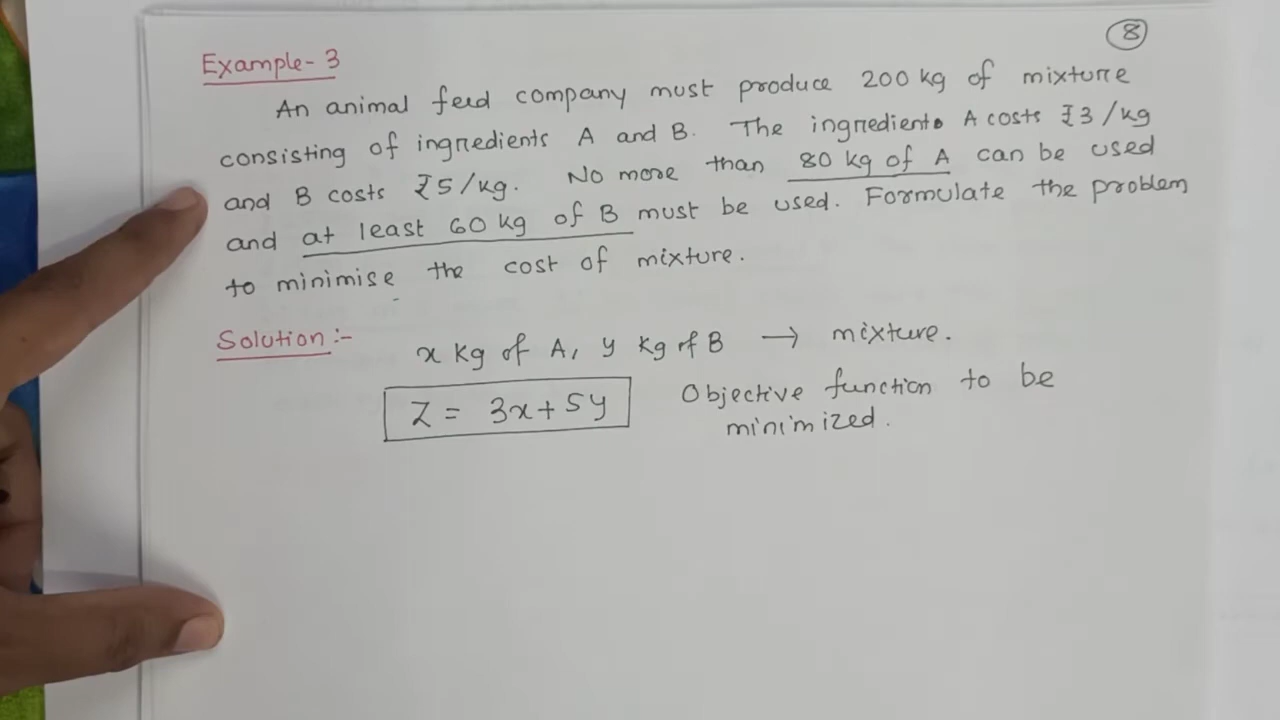 8
Example-3
An animal feed company must produce 200 kg of mixture
consisting of ingredients A and B. The ingredients A costs ₹3/kg
and B costs ₹5/kg. No more than 80 kg of A can be used
and at least 60 kg of B must be used. Formulate the problem
to minimise the cost of mixture.
Solution :-
x kg of A, y kg of B → mixture.
Z = 3x+5y Objective function to be
minimized.